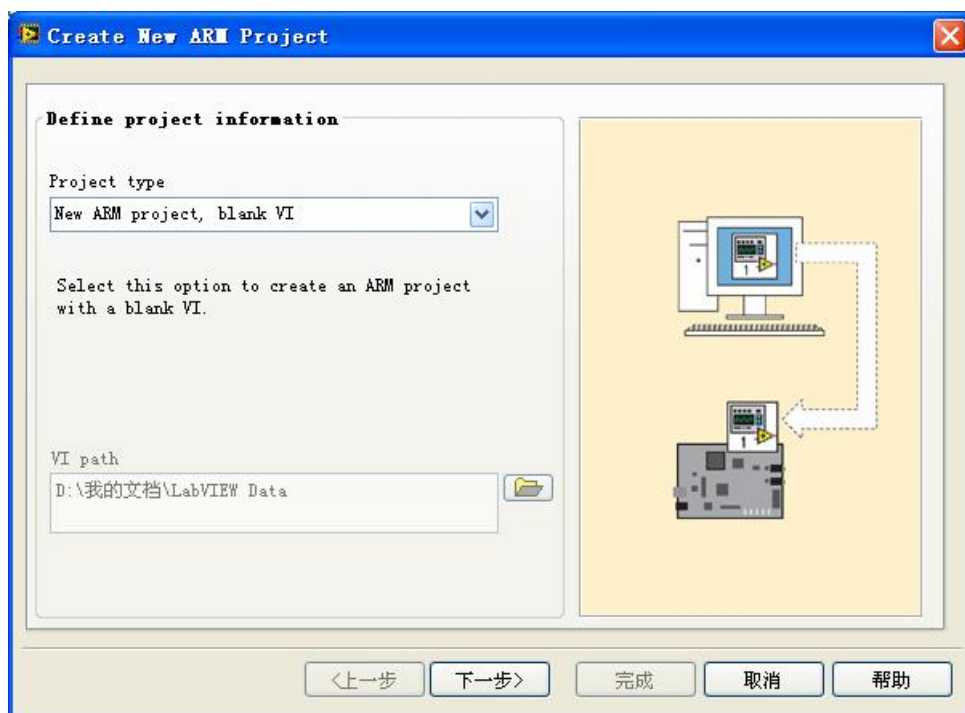 Create New ARM Project
Define project information
Project type
New ARM project, blank VI
Select this option to create an ARM project
with a blank VI.
VI path
D:\我的文档\LabVIEW Data
1
1
<上一步
下一步>
完成
取消
帮助